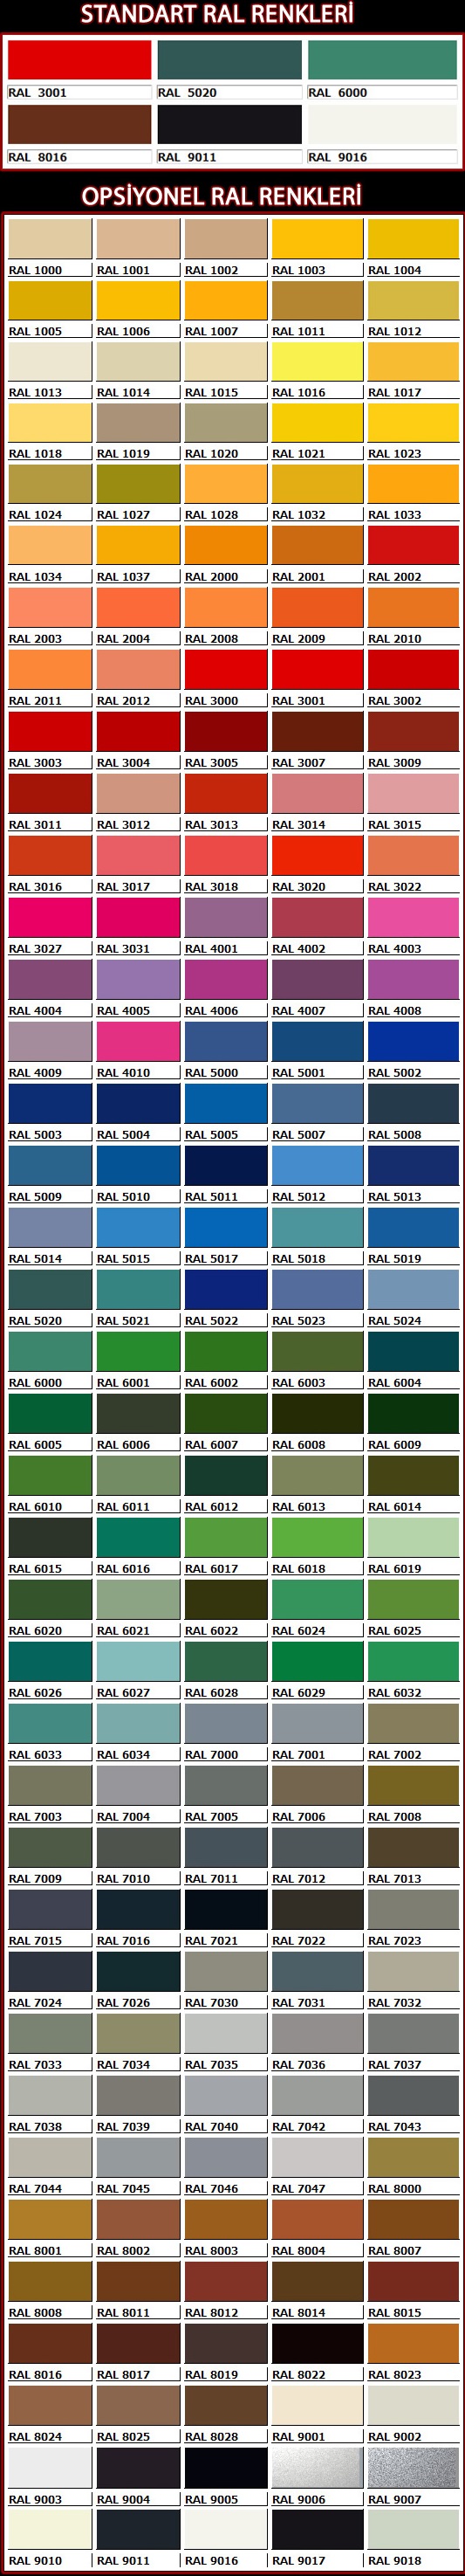 STANDART RAL RENKLERİ
RAL 3001 RAL 5020 RAL 6000
RAL 8016 RAL 9011 RAL 9016
OPSİYONEL RAL RENKLERİ
RAL 1000 RAL 1001 RAL 1002 RAL 1003 RAL 1004
RAL 1005 RAL 1006 RAL 1007 RAL 1011 RAL 1012
RAL 1013 RAL 1014 RAL 1015 RAL 1016 RAL 1017
RAL 1018 RAL 1019 RAL 1020 RAL 1021 RAL 1023
RAL 1024 RAL 1027 RAL 1028 RAL 1032 RAL 1033
RAL 1034 RAL 1037 RAL 2000 RAL 2001 RAL 2002
RAL 2003 RAL 2004 RAL 2008 RAL 2009 RAL 2010
RAL 2011 RAL 2012 RAL 3000 RAL 3001 RAL 3002
RAL 3003 RAL 3004 RAL 3005 RAL 3007 RAL 3009
RAL 3011 RAL 3012 RAL 3013 RAL 3014 RAL 3015
RAL 3016 RAL 3017 RAL 3018 RAL 3020 RAL 3022
RAL 3027 RAL 3031 RAL 4001 RAL 4002 RAL 4003
RAL 4004 RAL 4005 RAL 4006 RAL 4007 RAL 4008
RAL 4009 RAL 4010 RAL 5000 RAL 5001 RAL 5002
RAL 5003 RAL 5004 RAL 5005 RAL 5007 RAL 5008
RAL 5009 RAL 5010 RAL 5011 RAL 5012 RAL 5013
RAL 5014 RAL 5015 RAL 5017 RAL 5018 RAL 5019
RAL 5020 RAL 5021 RAL 5022 RAL 5023 RAL 5024
RAL 6000 RAL 6001 RAL 6002 RAL 6003 RAL 6004
RAL 6005 RAL 6006 RAL 6007 RAL 6008 RAL 6009
RAL 6010 RAL 6011 RAL 6012 RAL 6013 RAL 6014
RAL 6015 RAL 6016 RAL 6017 RAL 6018 RAL 6019
RAL 6020 RAL 6021 RAL 6022 RAL 6024 RAL 6025
RAL 6026 RAL 6027 RAL 6028 RAL 6029 RAL 6032
RAL 6033 RAL 6034 RAL 7000 RAL 7001 RAL 7002
RAL 7003 RAL 7004 RAL 7005 RAL 7006 RAL 7008
RAL 7009 RAL 7010 RAL 7011 RAL 7012 RAL 7013
RAL 7015 RAL 7016 RAL 7021 RAL 7022 RAL 7023
RAL 7024 RAL 7026 RAL 7030 RAL 7031 RAL 7032
RAL 7033 RAL 7034 RAL 7035 RAL 7036 RAL 7037
RAL 7038 RAL 7039 RAL 7040 RAL 7042 RAL 7043
RAL 7044 RAL 7045 RAL 7046 RAL 7047 RAL 8000
RAL 8001 RAL 8002 RAL 8003 RAL 8004 RAL 8007
RAL 8008 RAL 8011 RAL 8012 RAL 8014 RAL 8015
RAL 8016 RAL 8017 RAL 8019 RAL 8022 RAL 8023
RAL 8024 RAL 8025 RAL 8028 RAL 9001 RAL 9002
RAL 9003 RAL 9004 RAL 9005 RAL 9006 RAL 9007
RAL 9010 RAL 9011 RAL 9016 RAL 9017 RAL 9018